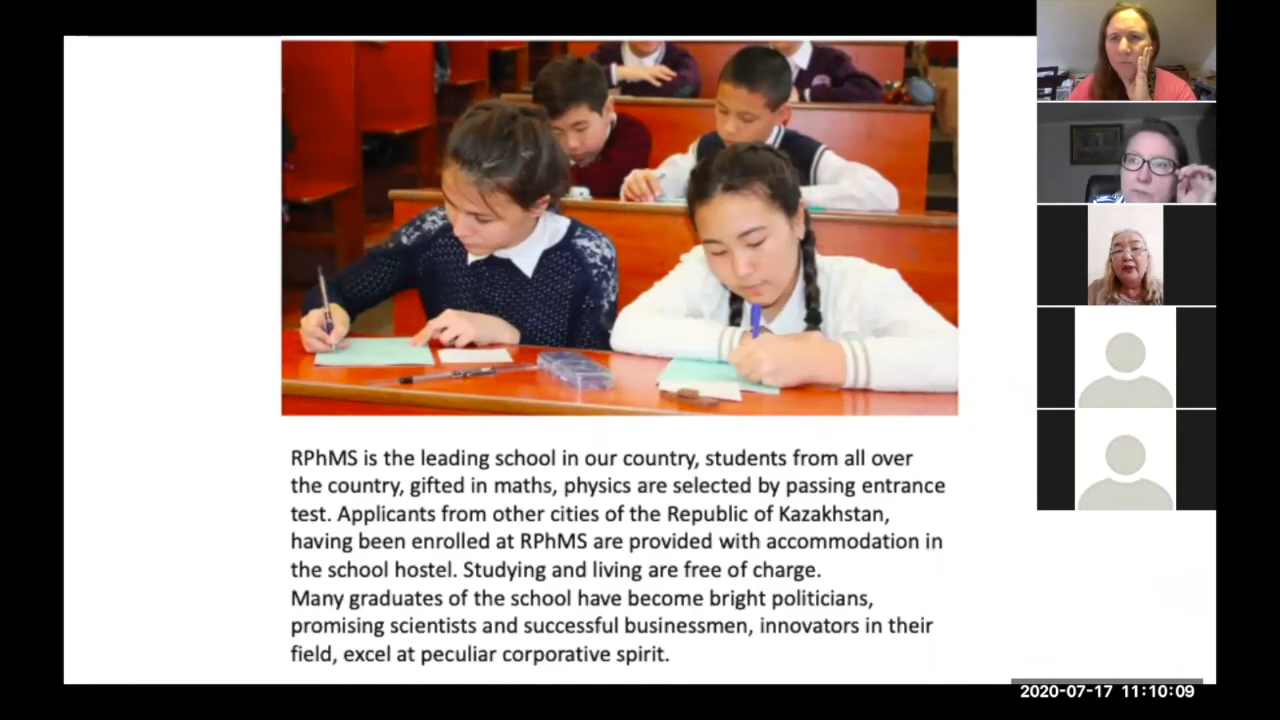 RPhMS is the leading school in our country, students from all over
the country, gifted in maths, physics are selected by passing entrance
test. Applicants from other cities of the Republic of Kazakhstan,
having been enrolled at RPhMS are provided with accommodation in
the school hostel. Studying and living are free of charge.
Many graduates of the school have become bright politicians,
promising scientists and successful businessmen, innovators in their
field, excel at peculiar corporative spirit.
2020-07-17 11:10:09